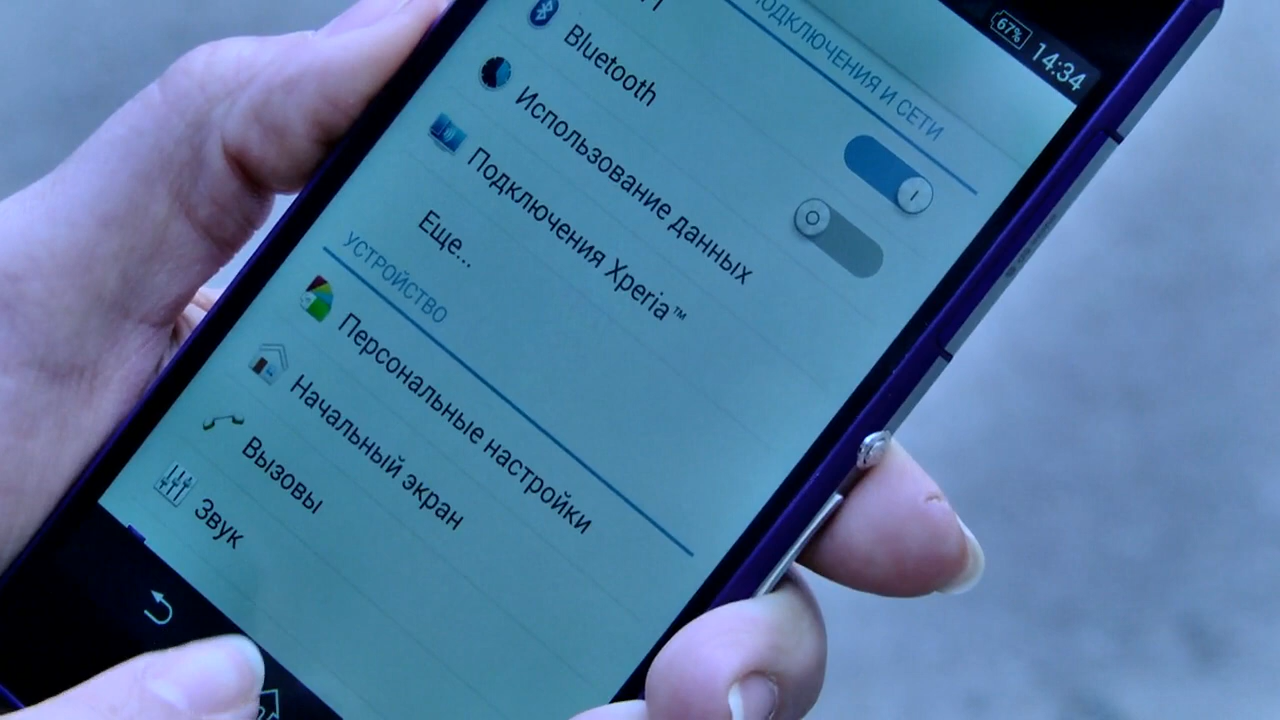 67%
14:34
ПОДКЛЮЧЕНИЯ И СЕТИ
Bluetooth
Использование данных
Подключения Xperia™
Еще...
УСТРОЙСТВО
Персональные настройки
Начальный экран
Вызовы
Звук